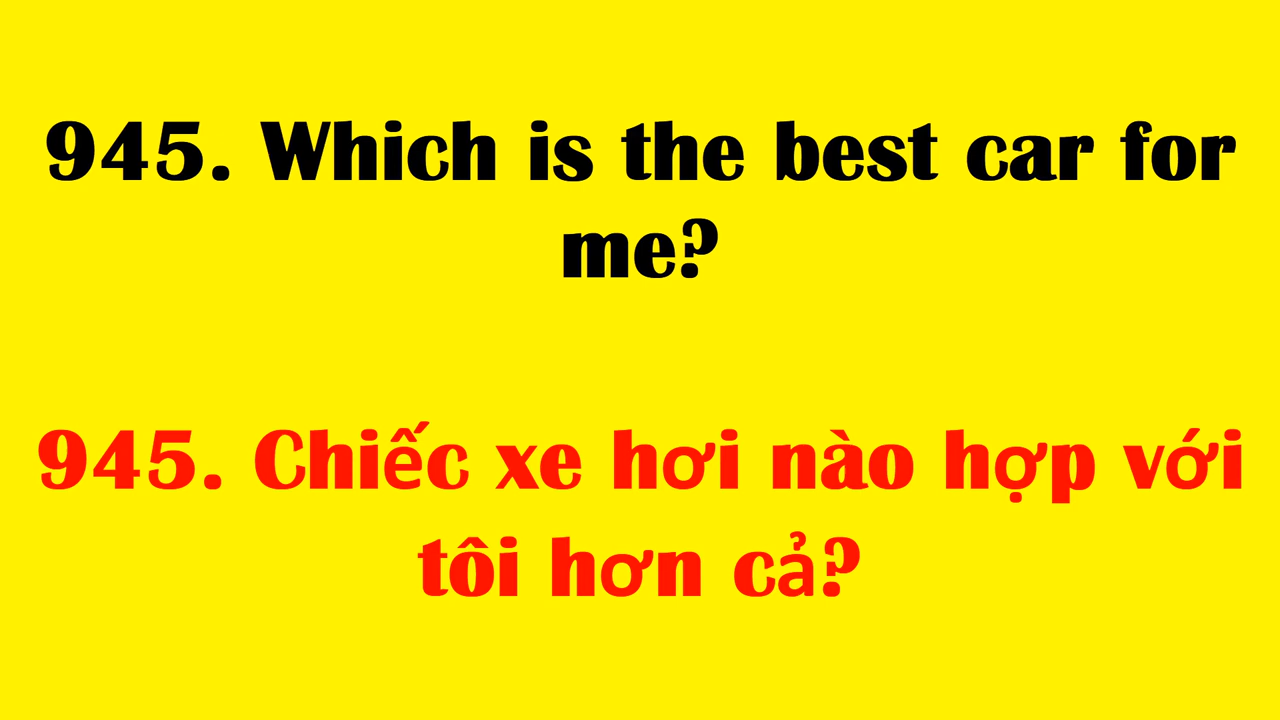 945. Which is the best car for
me?
945. Chiếc xe hơi nào hợp với
tôi hơn cả?